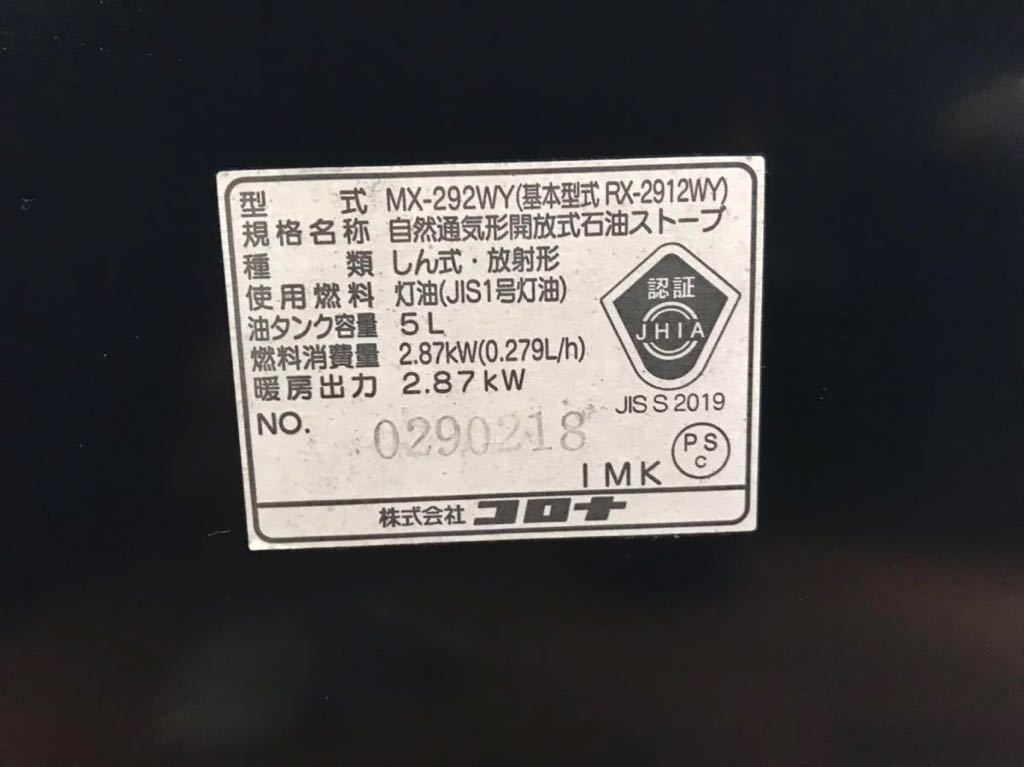 型式 MX-292WY(基本型式 RX-2912WY)
規格名称 自然通気形開放式石油ストーブ
種類 しん式・放射形
使用燃料 灯油(JIS1号灯油)
油タンク容量 5L
燃料消費量 2.87kW(0.279L/h)
暖房出力 2.87kW
認証
JHIA
JIS S 2019
NO. 0290218
PS
C
IMK
株式会社 コロナ